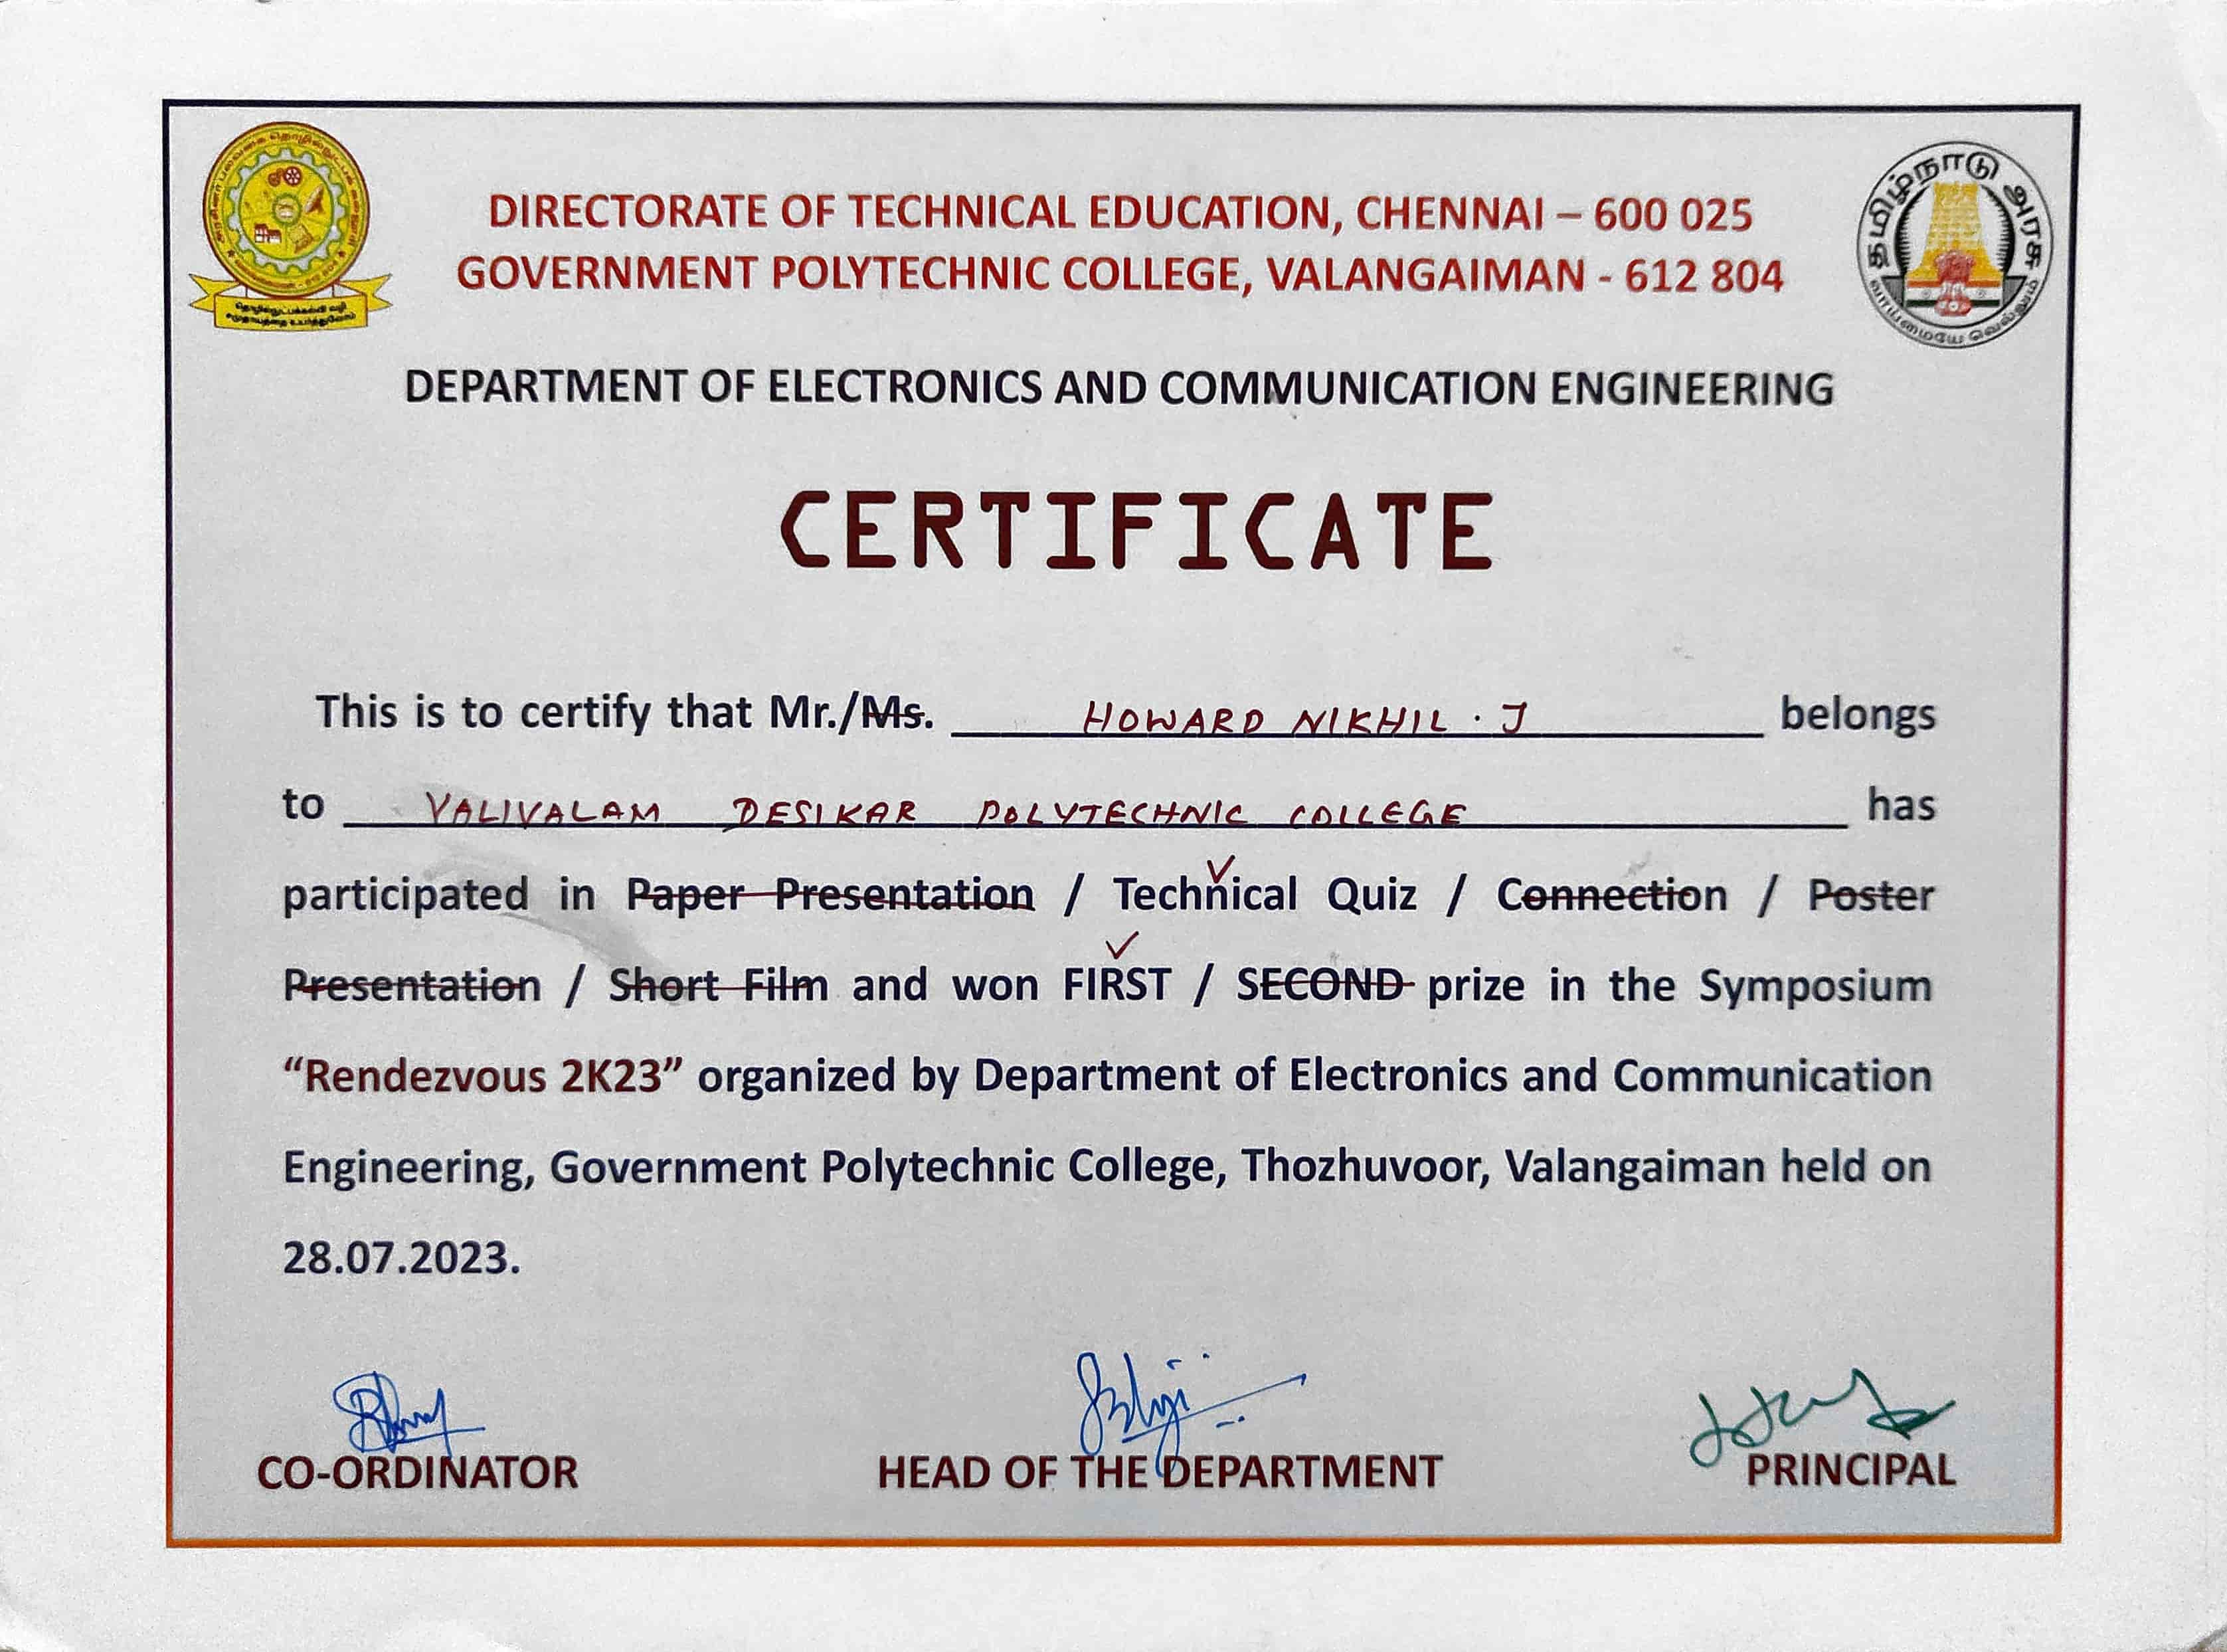 DIRECTORATE OF TECHNICAL EDUCATION, CHENNAI – 600 025
GOVERNMENT POLYTECHNIC COLLEGE, VALANGAIMAN - 612 804
தமிழ்நாடு அரசு
வாய்மையே வெல்லும்
DEPARTMENT OF ELECTRONICS AND COMMUNICATION ENGINEERING
CERTIFICATE
This is to certify that Mr./Ms. HOWARD NIKHIL . J belongs
to VALIVALAM DESIKAR POLYTECHNIC COLLEGE has
participated in Paper Presentation / Technical Quiz / Connection / Poster
Presentation / Short Film and won FIRST / SECOND prize in the Symposium
“Rendezvous 2K23” organized by Department of Electronics and Communication
Engineering, Government Polytechnic College, Thozhuvoor, Valangaiman held on
28.07.2023.
CO-ORDINATOR HEAD OF THE DEPARTMENT PRINCIPAL